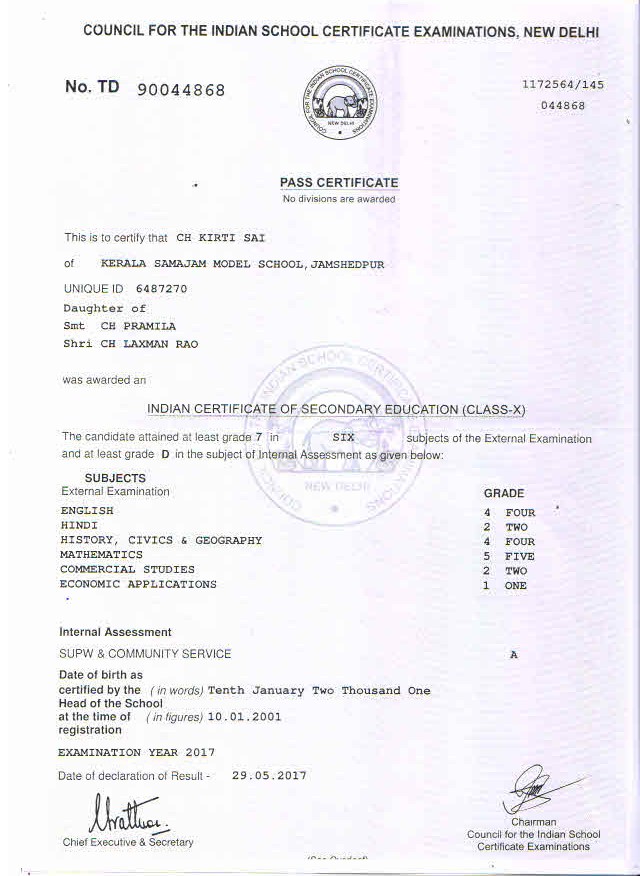 COUNCIL FOR THE INDIAN SCHOOL CERTIFICATE EXAMINATIONS, NEW DELHI
No. TD 90044868
1172564/145
044868
COUNCIL FOR THE INDIAN SCHOOL CERTIFICATE EXAMINATIONS
NEW DELHI
PASS CERTIFICATE
No divisions are awarded
This is to certify that CH KIRTI SAI
of KERALA SAMAJAM MODEL SCHOOL, JAMSHEDPUR
UNIQUE ID 6487270
Daughter of
Smt CH PRAMILA
Shri CH LAXMAN RAO
was awarded an
INDIAN CERTIFICATE OF SECONDARY EDUCATION (CLASS-X)
The candidate attained at least grade 7 in SIX subjects of the External Examination
and at least grade D in the subject of Internal Assessment as given below:
NEW DELHI
SUBJECTS
External Examination GRADE
ENGLISH 4 FOUR
HINDI 2 TWO
HISTORY, CIVICS & GEOGRAPHY 4 FOUR
MATHEMATICS 5 FIVE
COMMERCIAL STUDIES 2 TWO
ECONOMIC APPLICATIONS 1 ONE
Internal Assessment
SUPW & COMMUNITY SERVICE A
Date of birth as
certified by the (in words) Tenth January Two Thousand One
Head of the School
at the time of (in figures) 10.01.2001
registration
EXAMINATION YEAR 2017
Date of declaration of Result - 29.05.2017
Chief Executive & Secretary
Chairman
Council for the Indian School
Certificate Examinations